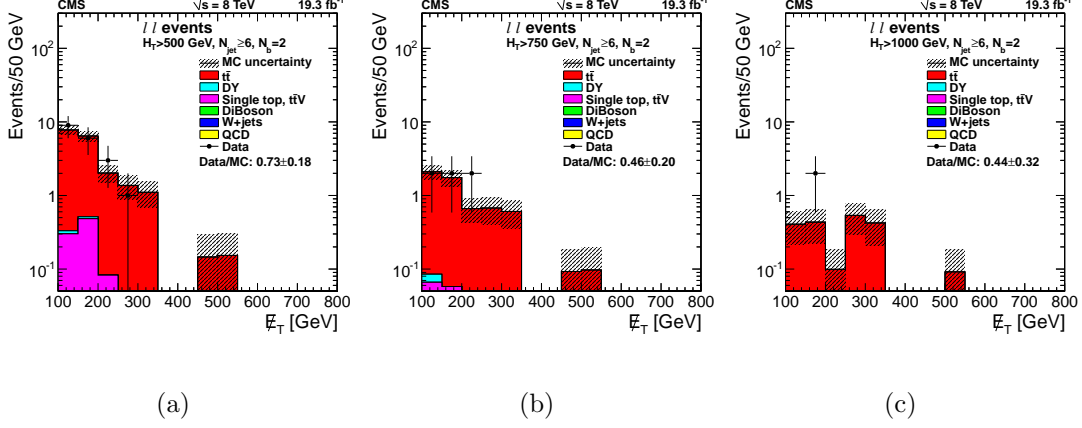 CMS √s = 8 TeV 19.3 fb⁻¹
l l events
H_T>500 GeV, N_jet≥6, N_b=2
MC uncertainty
tt̄
DY
Single top, tt̄V
DiBoson
W+jets
QCD
Data
Data/MC: 0.73±0.18
Events/50 GeV
10²
10
1
10⁻¹
100 200 300 400 500 600 700 800
E̸_T [GeV]
(a)
CMS √s = 8 TeV 19.3 fb⁻¹
l l events
H_T>750 GeV, N_jet≥6, N_b=2
MC uncertainty
tt̄
DY
Single top, tt̄V
DiBoson
W+jets
QCD
Data
Data/MC: 0.46±0.20
Events/50 GeV
10²
10
1
10⁻¹
100 200 300 400 500 600 700 800
E̸_T [GeV]
(b)
CMS √s = 8 TeV 19.3 fb⁻¹
l l events
H_T>1000 GeV, N_jet≥6, N_b=2
MC uncertainty
tt̄
DY
Single top, tt̄V
DiBoson
W+jets
QCD
Data
Data/MC: 0.44±0.32
Events/50 GeV
10²
10
1
10⁻¹
100 200 300 400 500 600 700 800
E̸_T [GeV]
(c)